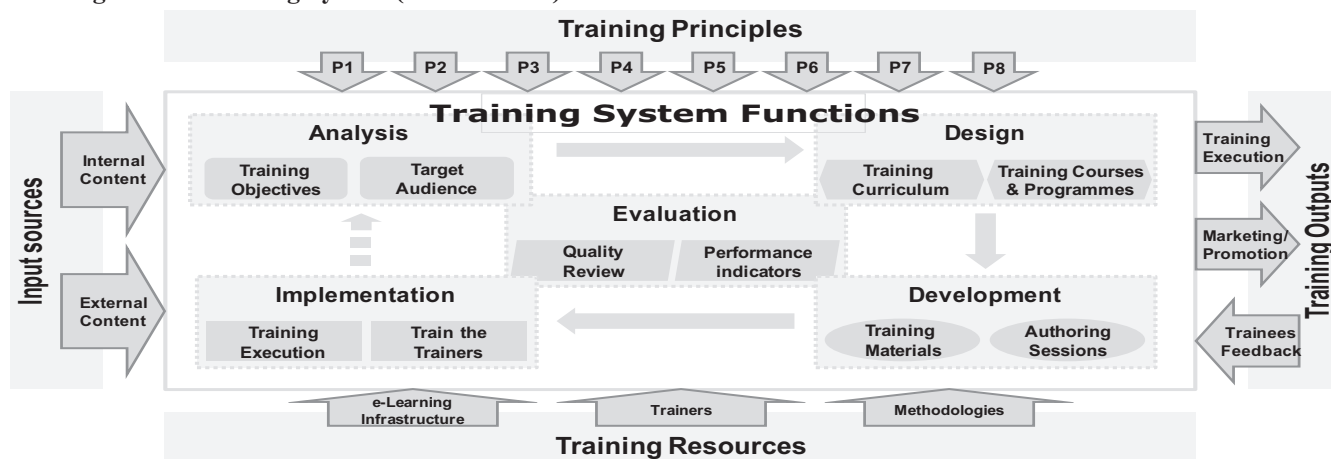 Training Principles
P1 P2 P3 P4 P5 P6 P7 P8
Training System Functions
Input sources
Internal
Content
External
Content
Analysis
Training
Objectives
Target
Audience
Design
Training
Curriculum
Training Courses
& Programmes
Evaluation
Quality
Review
Performance
indicators
Implementation
Training
Execution
Train the
Trainers
Development
Training
Materials
Authoring
Sessions
Training
Execution
Marketing/
Promotion
Trainees
Feedback
Training Outputs
e-Learning
Infrastructure
Trainers
Methodologies
Training Resources